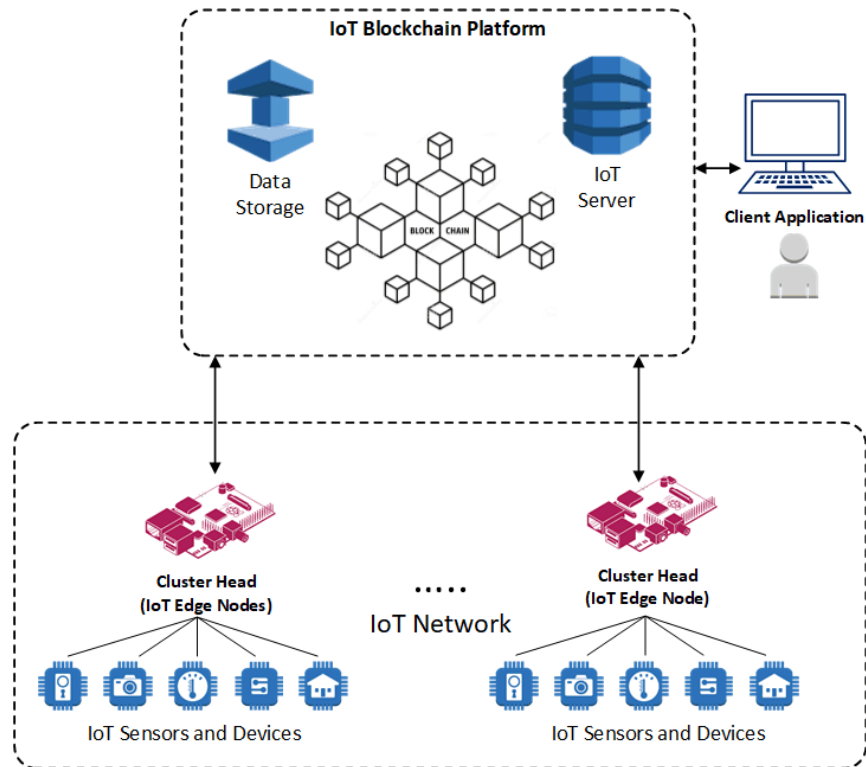 IoT Blockchain Platform
Data
Storage
IoT
Server
BLOCK CHAIN
Client Application
Cluster Head
(IoT Edge Nodes)
.....
Cluster Head
(IoT Edge Node)
IoT Network
IoT Sensors and Devices
IoT Sensors and Devices